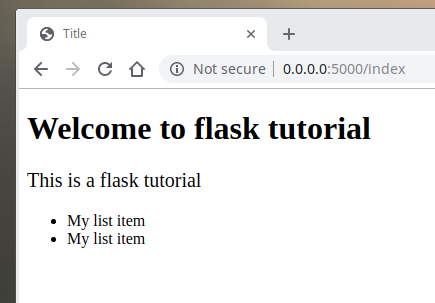 Title
Not secure | 0.0.0.0:5000/index
Welcome to flask tutorial
This is a flask tutorial
My list item
My list item